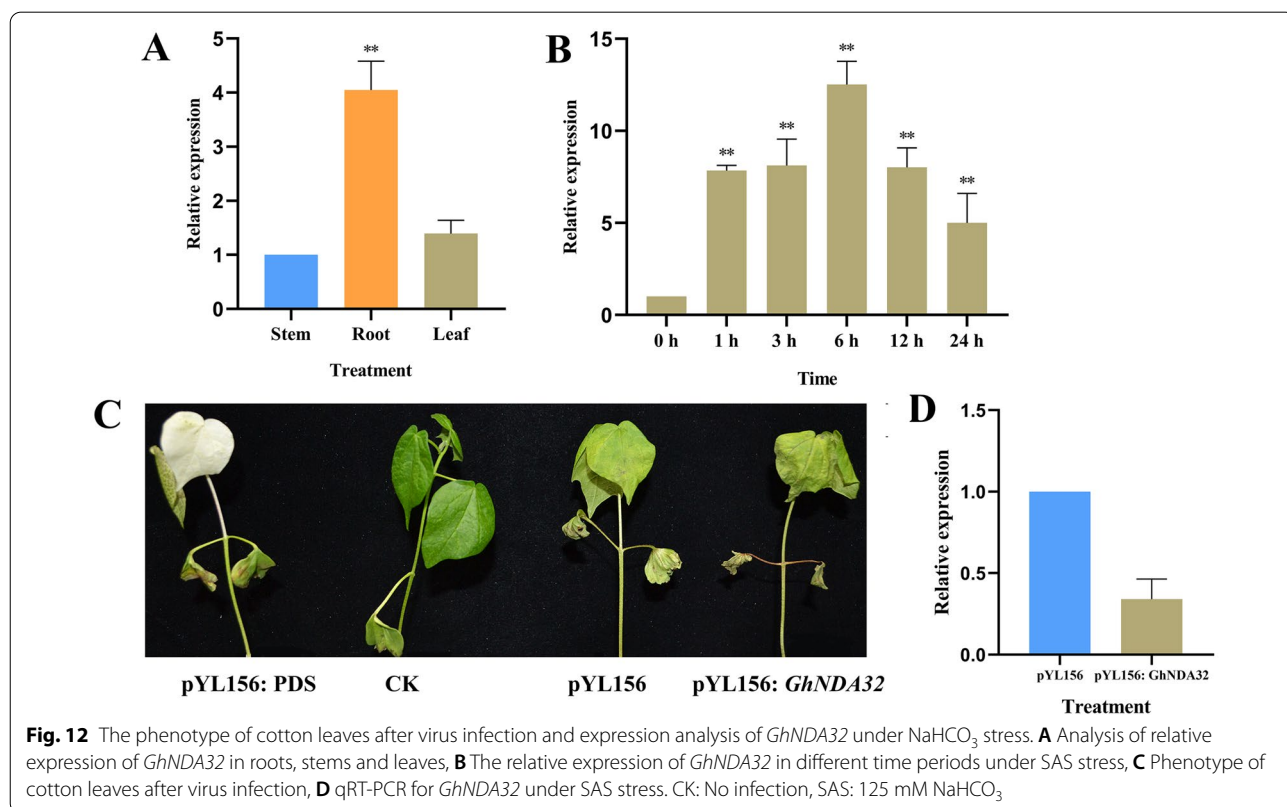 A
Relative expression
5
4
3
2
1
0
**
Stem Root Leaf
Treatment
B
Relative expression
15
10
5
0
**
**
**
**
**
0 h 1 h 3 h 6 h 12 h 24 h
Time
C
pYL156: PDS CK pYL156 pYL156: GhNDA32
D
Relative expression
1.5
1.0
0.5
0.0
pYL156 pYL156: GhNDA32
Treatment
Fig. 12 The phenotype of cotton leaves after virus infection and expression analysis of GhNDA32 under NaHCO₃ stress. A Analysis of relative
expression of GhNDA32 in roots, stems and leaves, B The relative expression of GhNDA32 in different time periods under SAS stress, C Phenotype of
cotton leaves after virus infection, D qRT-PCR for GhNDA32 under SAS stress. CK: No infection, SAS: 125 mM NaHCO₃